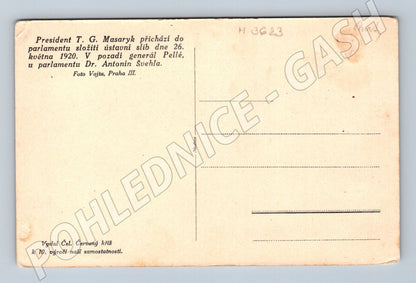 President T. G. Masaryk přichází do
parlamentu složiti ústavní slib dne 26.
května 1920. V pozadí generál Pellé,
u parlamentu Dr. Antonín Švehla.
Foto Vojta, Praha III.
H 3623
POHLEDNICE - GASH
Vydal Čsl. Červený kříž
k 10. výročí naší samostatnosti.